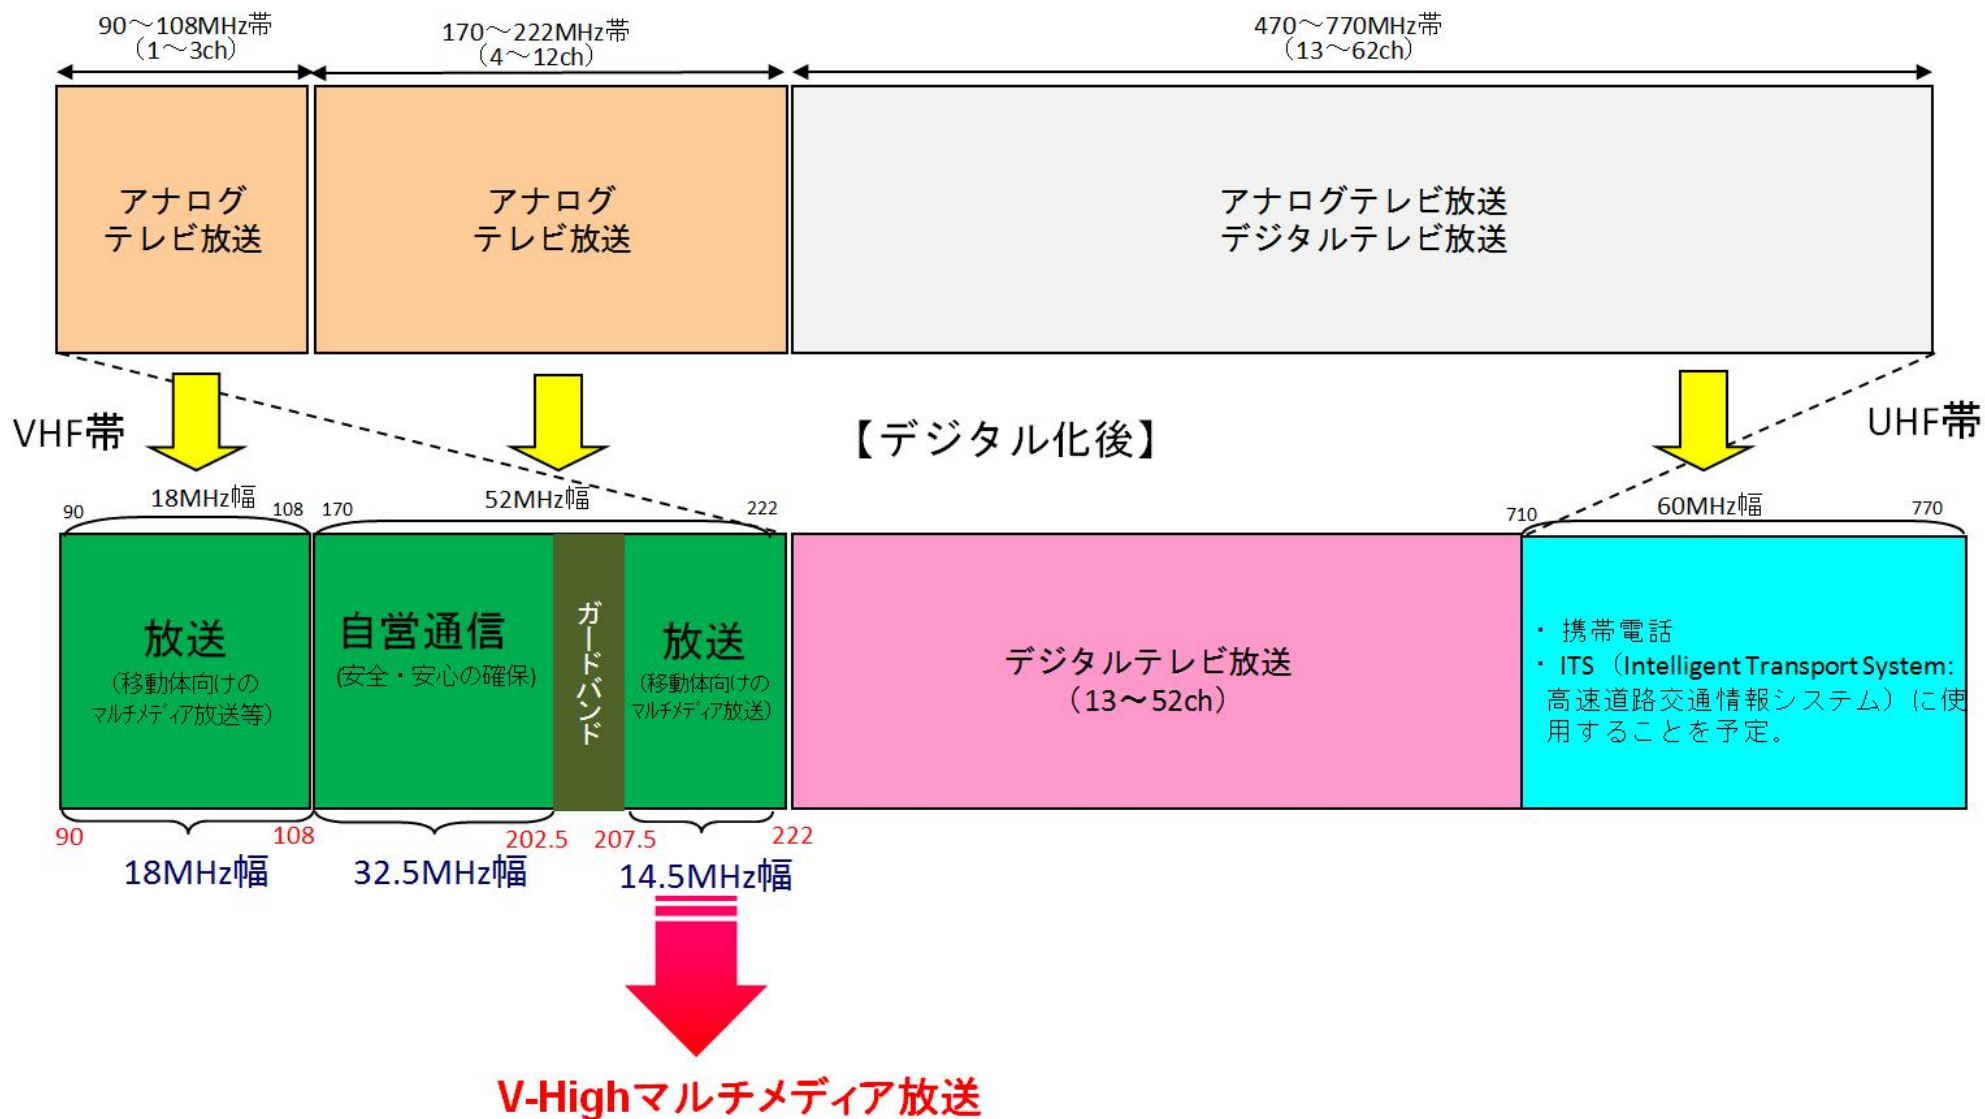 90～108MHz帯
（1～3ch）
170～222MHz帯
（4～12ch）
470～770MHz帯
（13～62ch）
アナログ
テレビ放送
アナログ
テレビ放送
アナログテレビ放送
デジタルテレビ放送
VHF帯
【デジタル化後】
UHF帯
90
18MHz幅
108
170
52MHz幅
222
710
60MHz幅
770
放送
（移動体向けの
マルチメディア放送等）
自営通信
(安全・安心の確保)
ガードバンド
放送
（移動体向けの
マルチメディア放送）
デジタルテレビ放送
（13～52ch）
・ 携帯電話
・ ITS（Intelligent Transport System:
高速道路交通情報システム）に使
用することを予定。
90
108
202.5
207.5
222
18MHz幅
32.5MHz幅
14.5MHz幅
V-Highマルチメディア放送